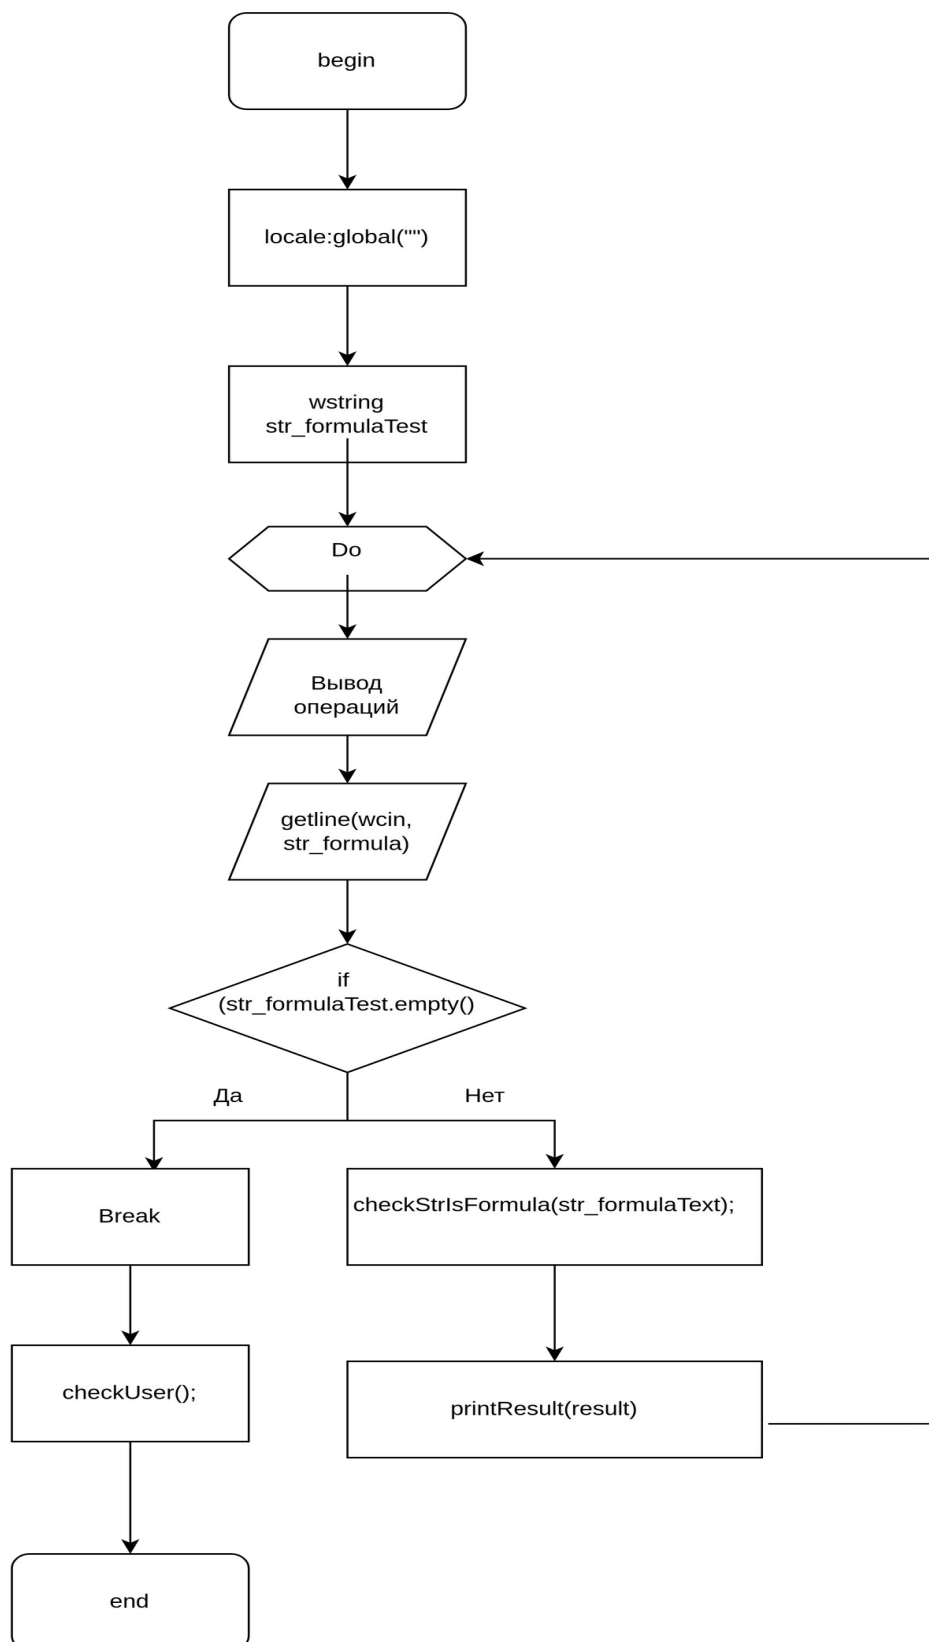 begin
locale:global("")
wstring
str_formulaTest
Do
Вывод
операций
getline(wcin,
str_formula)
if
(str_formulaTest.empty()
Да
Нет
Break
checkStrIsFormula(str_formulaText);
checkUser();
printResult(result)
end